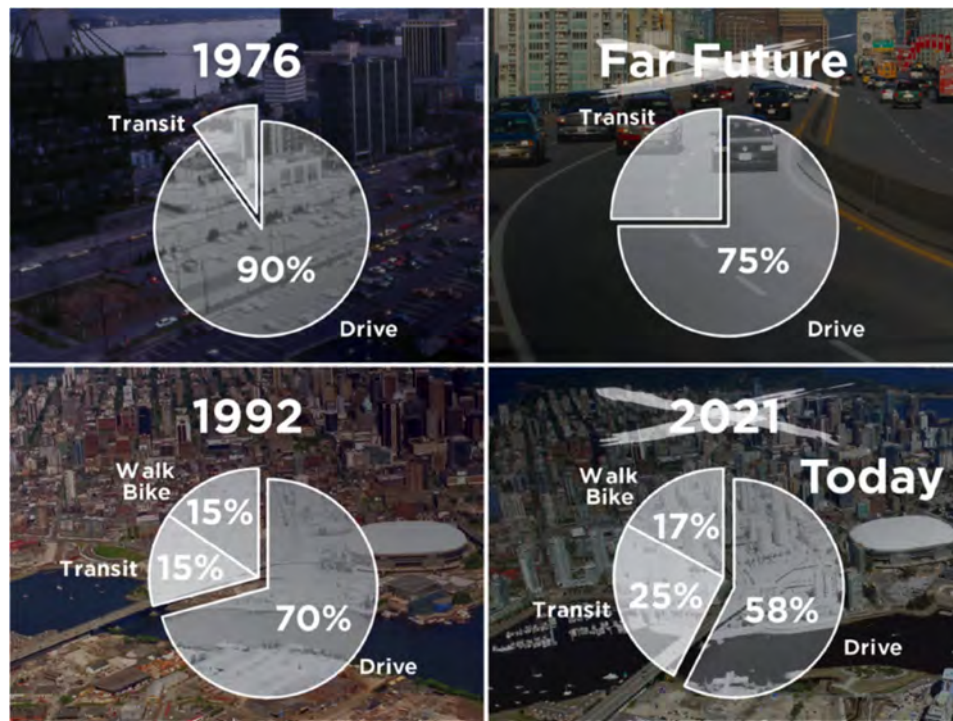 1976
Transit
90%
Drive
Far Future
Transit
75%
Drive
1992
Walk
Bike
15%
Transit
15%
70%
Drive
2021
Today
Walk
Bike
17%
Transit
25%
58%
Drive